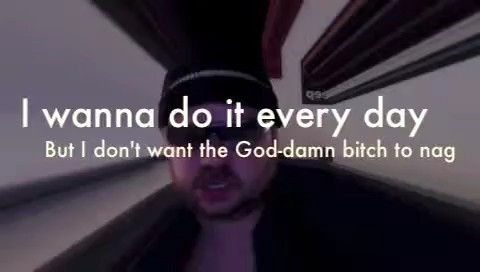 I wanna do it every day
But I don't want the God-damn bitch to nag